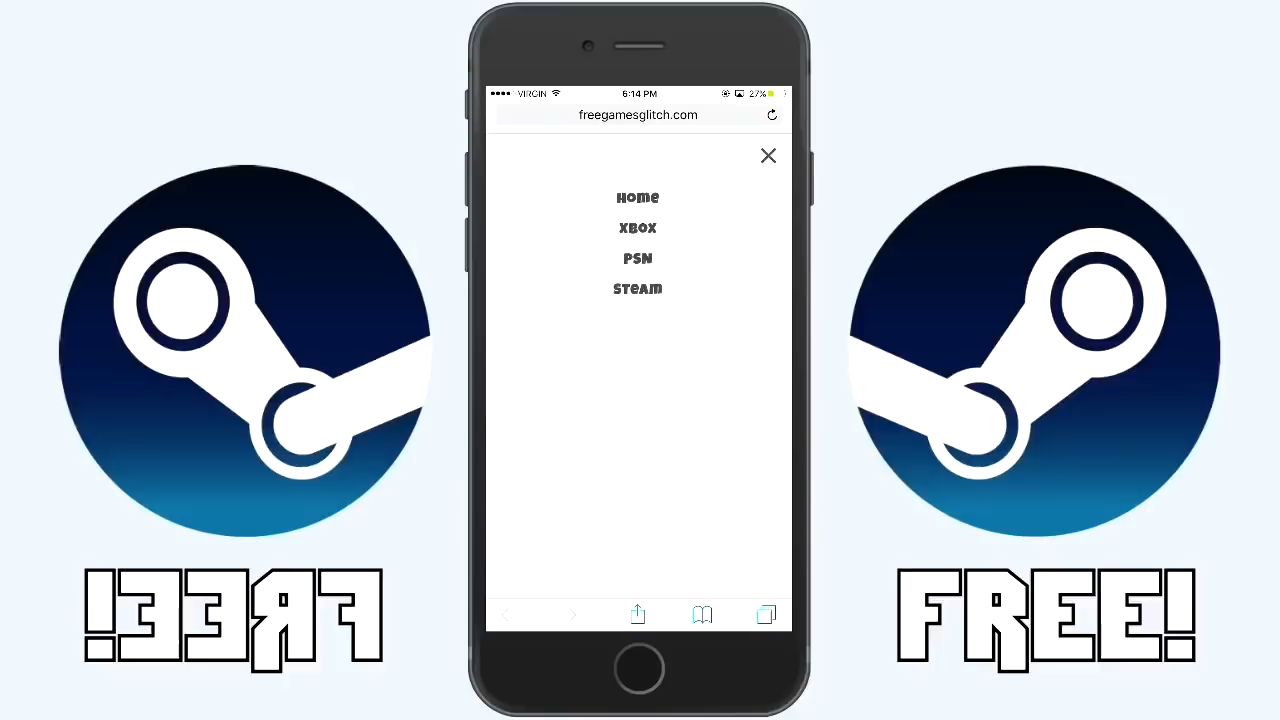 VIRGIN 6:14 PM 27%
freegamesglitch.com
Home
XBOX
PSN
Steam
FREE!
FREE!